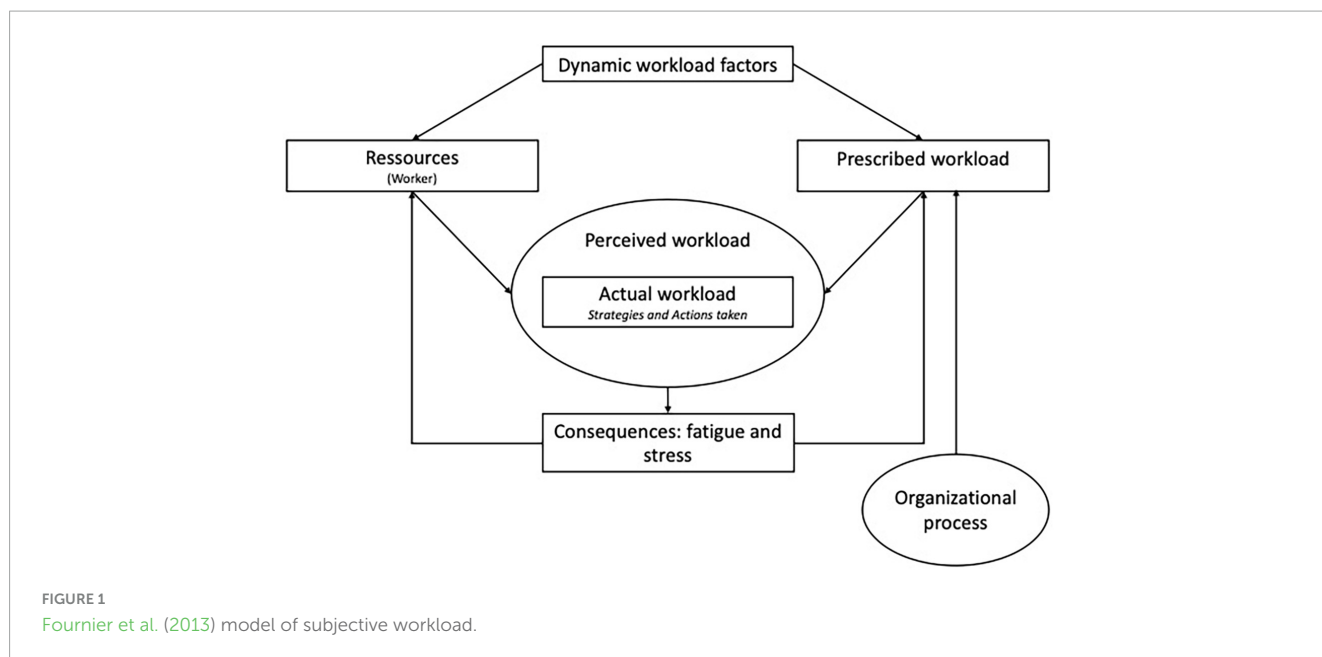 Dynamic workload factors
Ressources
(Worker)
Prescribed workload
Perceived workload
Actual workload
Strategies and Actions taken
Consequences: fatigue and
stress
Organizational
process
FIGURE 1
Fournier et al. (2013) model of subjective workload.